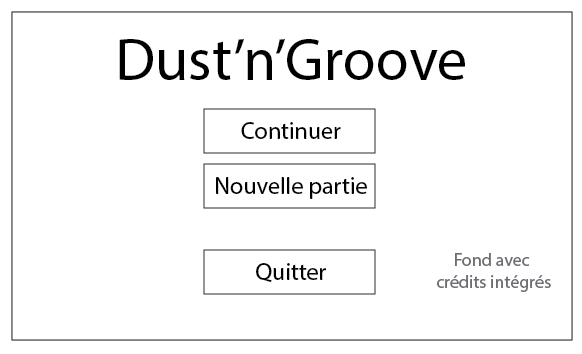 Dust’n’Groove
Continuer
Nouvelle partie
Quitter
Fond avec
crédits intégrés